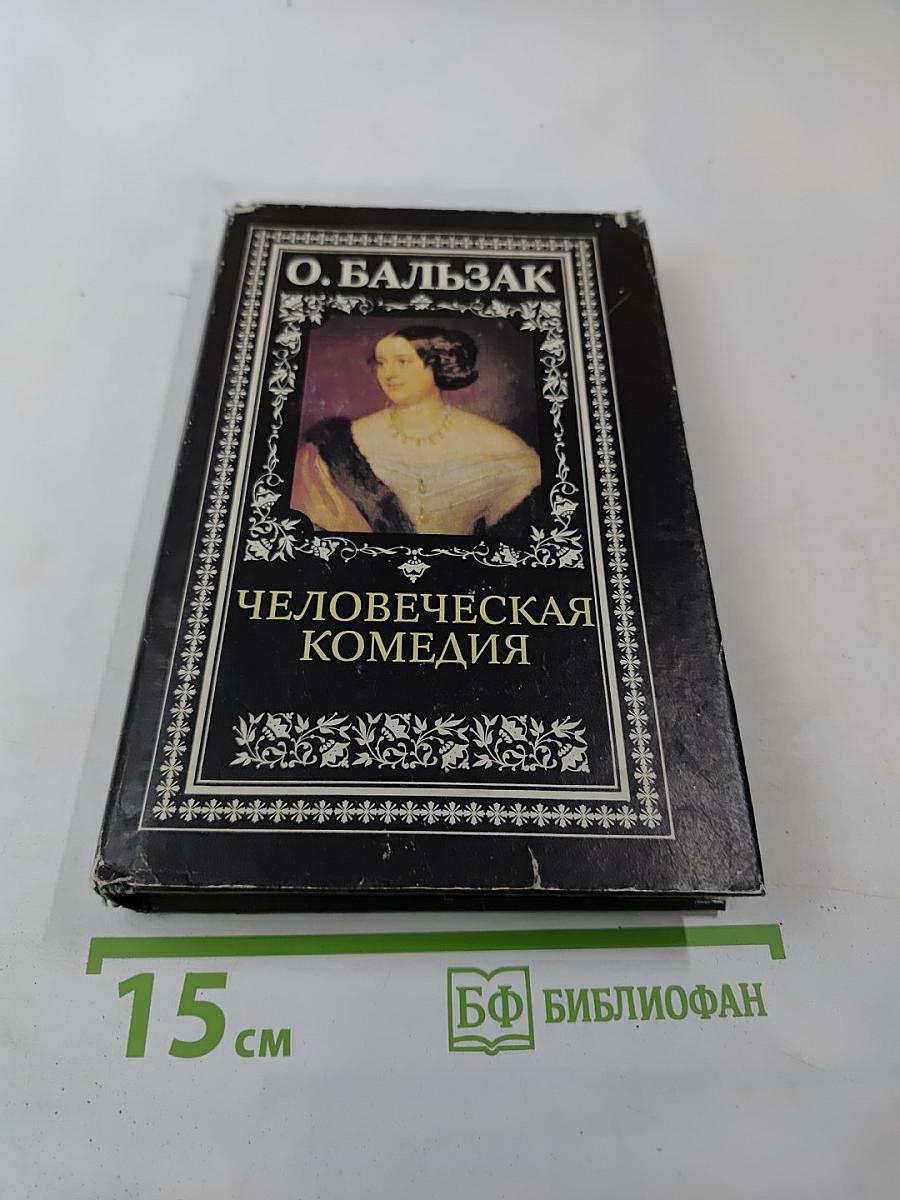 О. БАЛЬЗАК
ЧЕЛОВЕЧЕСКАЯ
КОМЕДИЯ
15 см
БФ БИБЛИОФАН